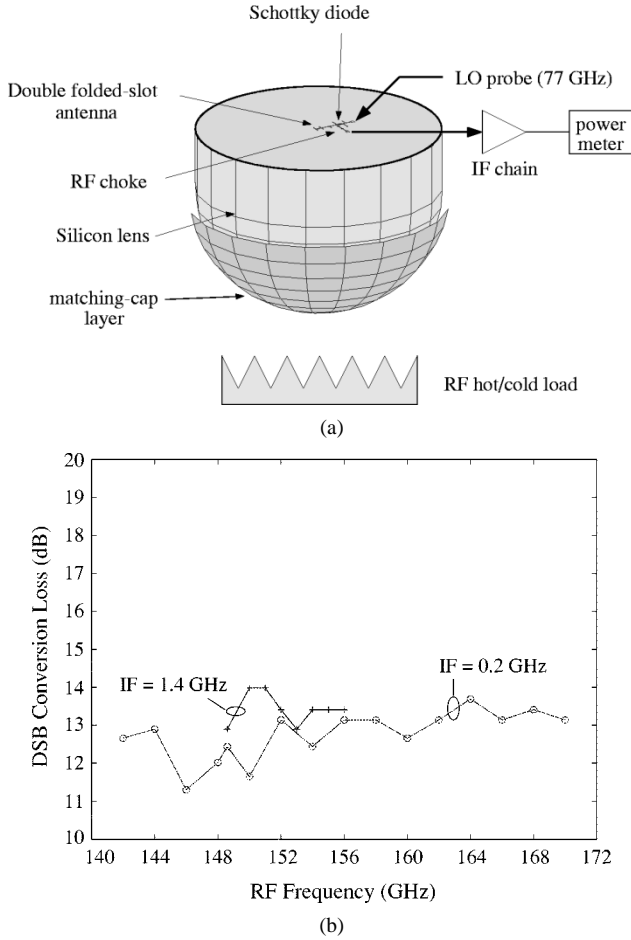 Schottky diode
LO probe (77 GHz)
Double folded-slot
antenna
power
meter
RF choke
IF chain
Silicon lens
matching-cap
layer
RF hot/cold load
(a)
20
19
18
17
16
15
14
13
12
11
10
DSB Conversion Loss (dB)
IF = 1.4 GHz
IF = 0.2 GHz
140 144 148 152 156 160 164 168 172
RF Frequency (GHz)
(b)